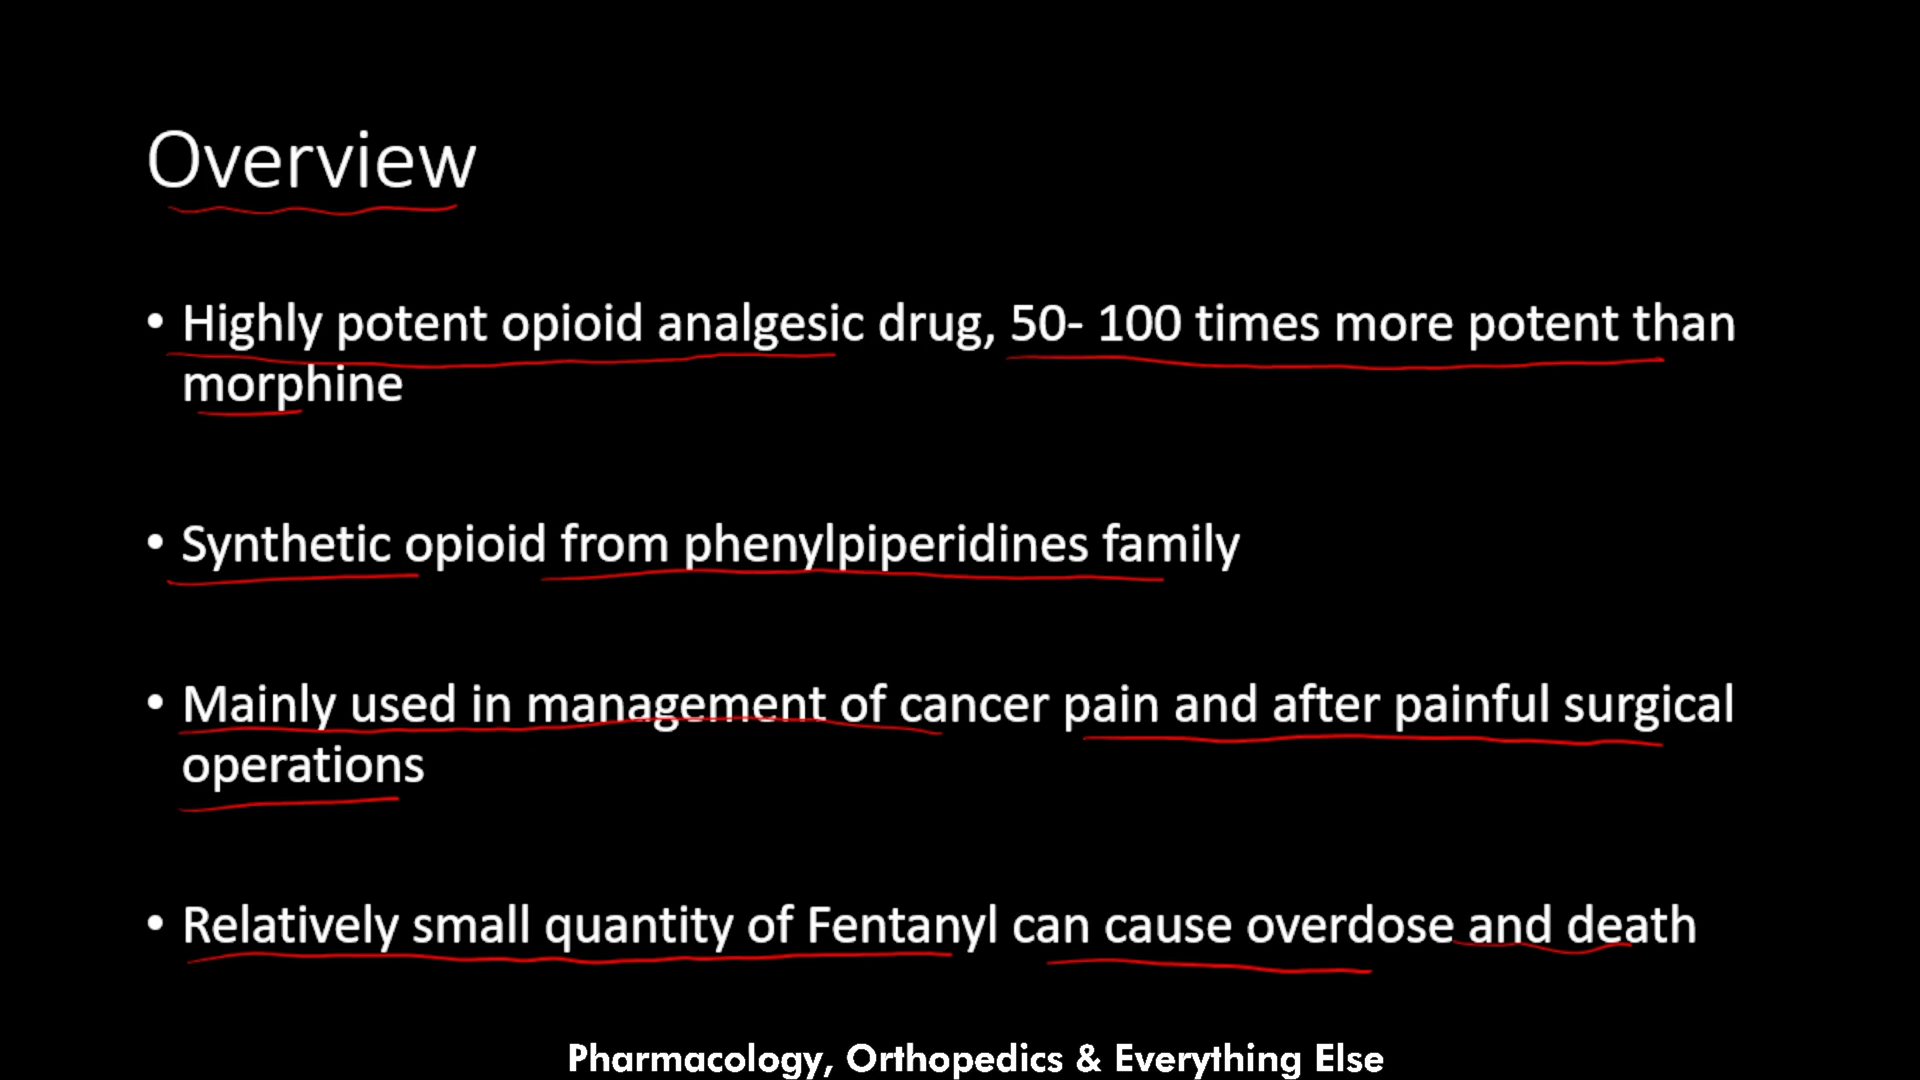 Overview
• Highly potent opioid analgesic drug, 50- 100 times more potent than
morphine
• Synthetic opioid from phenylpiperidines family
• Mainly used in management of cancer pain and after painful surgical
operations
• Relatively small quantity of Fentanyl can cause overdose and death
Pharmacology, Orthopedics & Everything Else